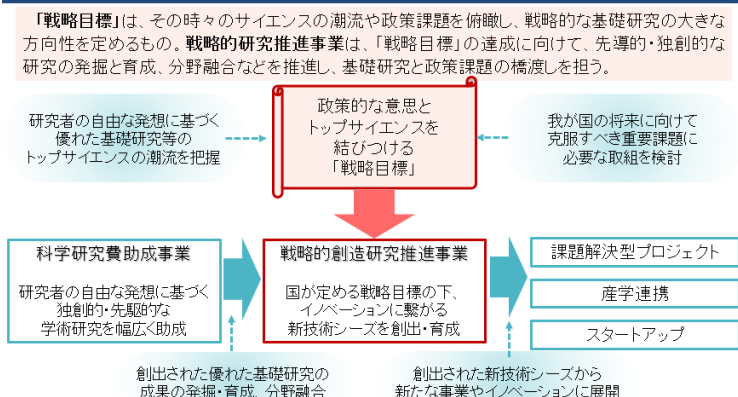 「戦略目標」は、その時々のサイエンスの潮流や政策課題を俯瞰し、戦略的な基礎研究の大きな
方向性を定めるもの。戦略的研究推進事業は、「戦略目標」の達成に向けて、先導的・独創的な
研究の発掘と育成、分野融合などを推進し、基礎研究と政策課題の橋渡しを担う。
研究者の自由な発想に基づく
優れた基礎研究等の
トップサイエンスの潮流を把握
政策的な意思と
トップサイエンスを
結びつける
「戦略目標」
我が国の将来に向けて
克服すべき重要課題に
必要な取組を検討
科学研究費助成事業
研究者の自由な発想に基づく
独創的・先駆的な
学術研究を幅広く助成
戦略的創造研究推進事業
国が定める戦略目標の下、
イノベーションに繋がる
新技術シーズを創出・育成
課題解決型プロジェクト
産学連携
スタートアップ
創出された優れた基礎研究の
成果の発掘・育成、分野融合
創出された新技術シーズから
新たな事業やイノベーションに展開